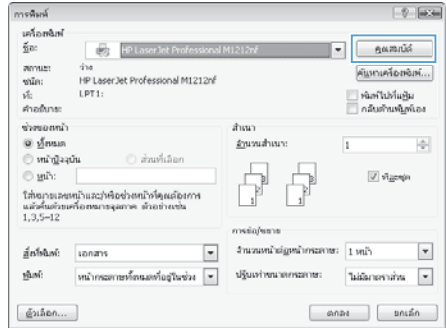 การพิมพ์
เครื่องพิมพ์
ชื่อ: HP LaserJet Professional M1212nf คุณสมบัติ
สถานะ: ว่าง
ชนิด: HP LaserJet Professional M1212nf ค้นหาเครื่องพิมพ์...
ที่: LPT1: พิมพ์ไปที่แฟ้ม
คำอธิบาย: กลับด้านพิมพ์เอง
ช่วงของหน้า
ทั้งหมด
หน้าปัจจุบัน ส่วนที่เลือก
หน้า:
ใส่หมายเลขหน้าและ/หรือช่วงหน้าที่คุณต้องการ
แล้วคั่นด้วยเครื่องหมายจุลภาค ตัวอย่างเช่น
1,3,5-12
สำเนา
จำนวนสำเนา: 1
ทีละชุด
สิ่งที่พิมพ์: เอกสาร
พิมพ์: หน้ากระดาษทั้งหมดที่อยู่ในช่วง
การย่อ/ขยาย
จำนวนหน้าต่อหน้ากระดาษ: 1 หน้า
ปรับเท่าขนาดกระดาษ: ไม่มีมาตราส่วน
ตัวเลือก... ตกลง ยกเลิก